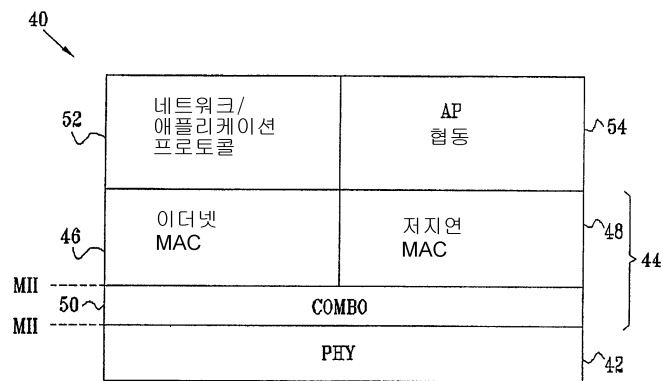 40
네트워크/
애플리케이션
프로토콜
AP
협동
52
54
이더넷
MAC
저지연
MAC
46
48
44
MII
50
COMBO
MII
PHY
42